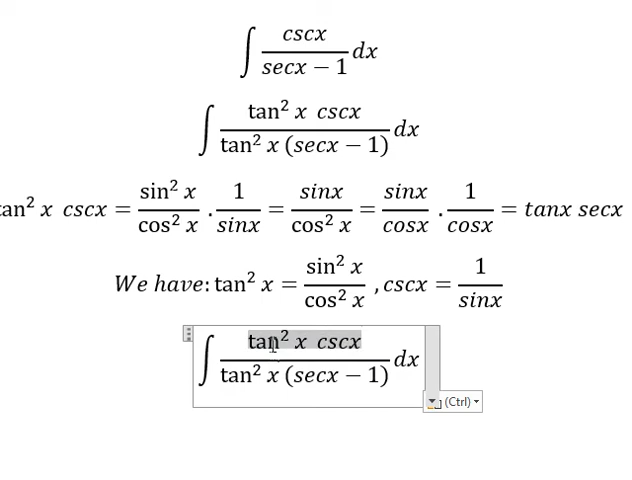 ∫ cscx / (secx − 1) dx
∫ tan² x cscx / (tan² x (secx − 1)) dx
tan² x cscx = sin² x / cos² x . 1 / sinx = sinx / cos² x = sinx / cosx . 1 / cosx = tanx secx
We have: tan² x = sin² x / cos² x , cscx = 1 / sinx
∫ tan² x cscx / (tan² x (secx − 1)) dx
(Ctrl)